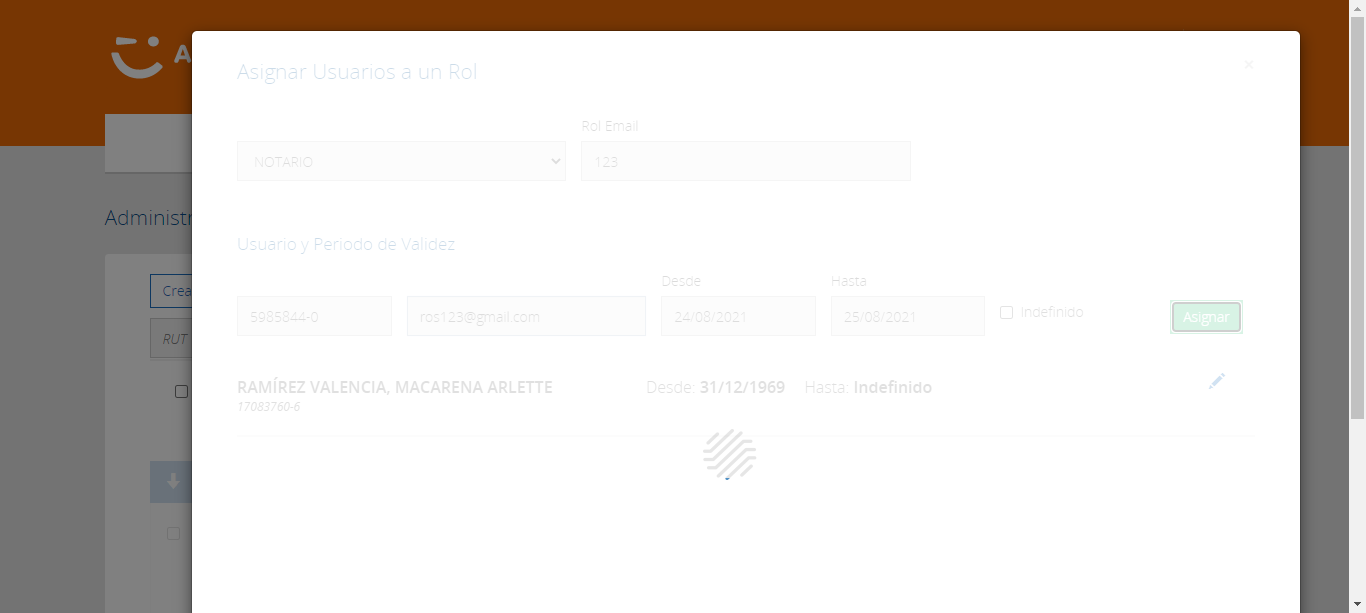 A
Asignar Usuarios a un Rol
×
Rol Email
NOTARIO
123
Administr
Usuario y Periodo de Validez
Crea
Desde
Hasta
5985844-0
ros123@gmail.com
24/08/2021
25/08/2021
Indefinido
Asignar
RUT
RAMÍREZ VALENCIA, MACARENA ARLETTE
Desde: 31/12/1969
Hasta: Indefinido
17083760-6